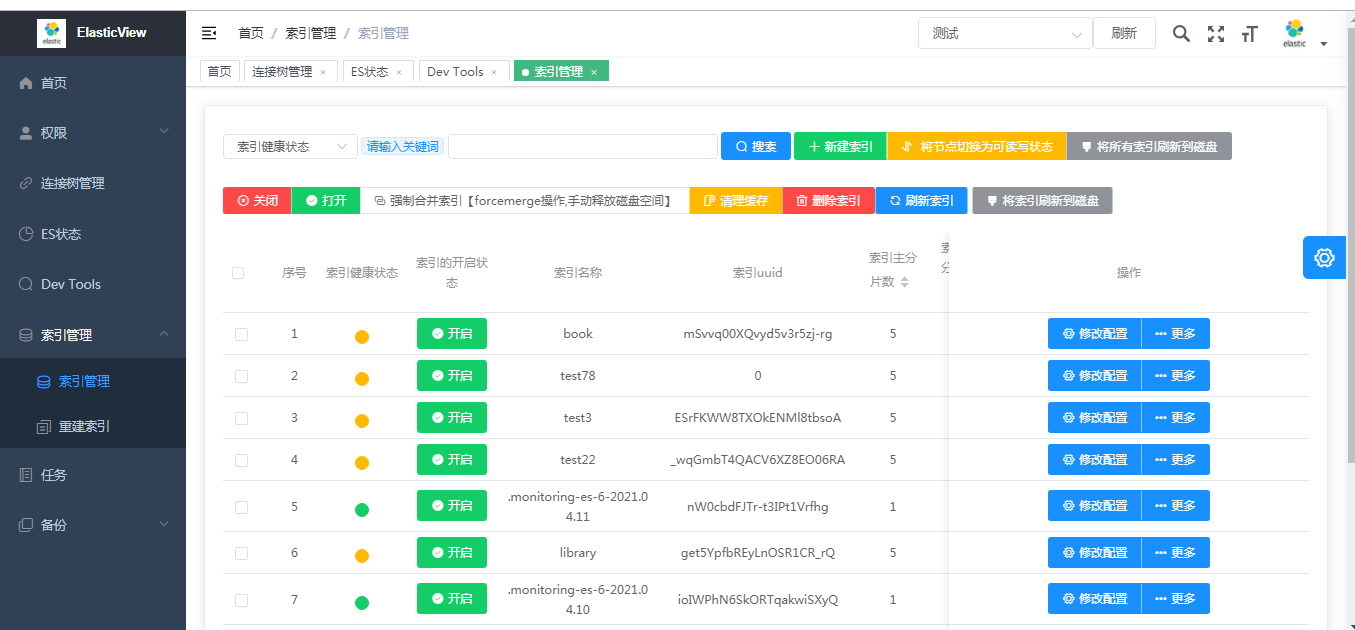 elastic ElasticView
首页
权限
连接树管理
ES状态
Dev Tools
索引管理
索引管理
重建索引
任务
备份
首页 / 索引管理 / 索引管理
测试 刷新 elastic
首页 连接树管理 × ES状态 × Dev Tools × 索引管理 ×
索引健康状态 请输入关键词 搜索 新建索引 将节点切换为可读写状态 将所有索引刷新到磁盘
关闭 打开 强制合并索引【forcemerge操作,手动释放磁盘空间】 清理缓存 删除索引 刷新索引 将索引刷新到磁盘
序号 索引健康状态 索引的开启状态 索引名称 索引uuid 索引主分片数 操作
1 开启 book mSvvq00XQvyd5v3r5zj-rg 5 修改配置 更多
2 开启 test78 0 5 修改配置 更多
3 开启 test3 ESrFKWW8TXOkENMl8tbsoA 5 修改配置 更多
4 开启 test22 _wqGmbT4QACV6XZ8EO06RA 5 修改配置 更多
5 开启 .monitoring-es-6-2021.04.11 nW0cbdFJTr-t3IPt1Vrfhg 1 修改配置 更多
6 开启 library get5YpfbREyLnOSR1CR_rQ 5 修改配置 更多
7 开启 .monitoring-es-6-2021.04.10 ioIWPhN6SkORTqakwiSXyQ 1 修改配置 更多